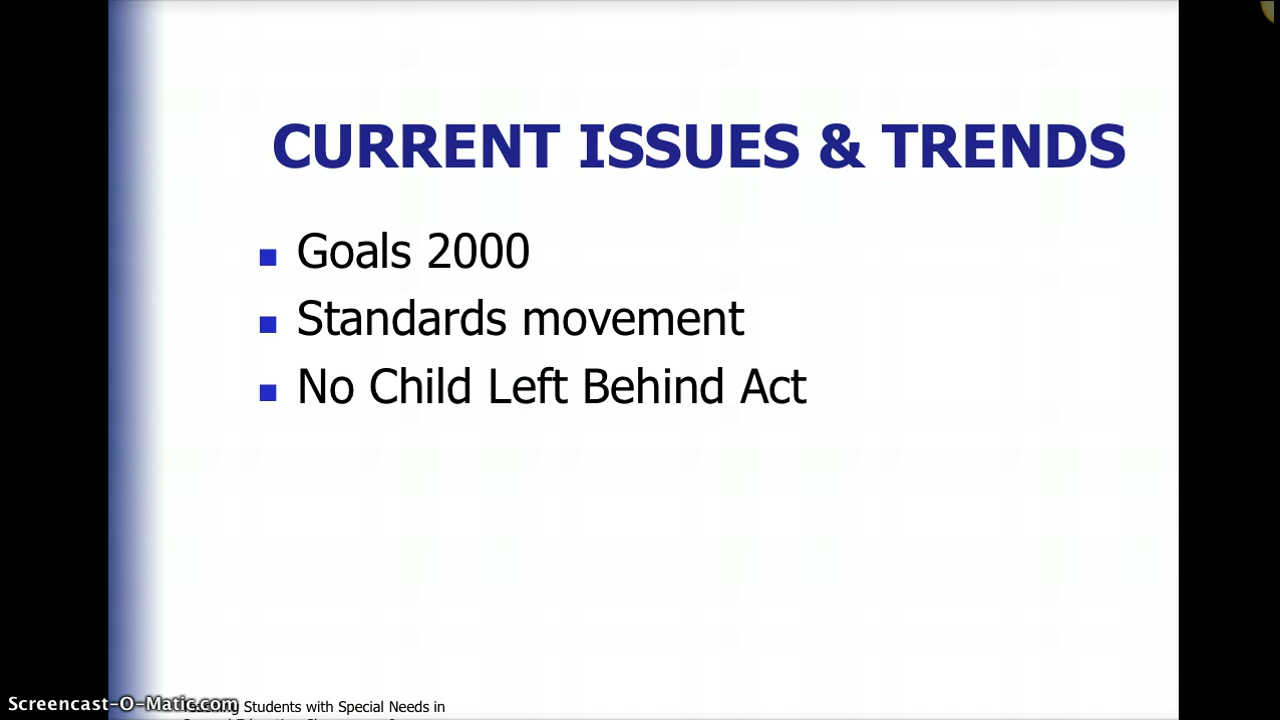 CURRENT ISSUES & TRENDS
Goals 2000
Standards movement
No Child Left Behind Act
Screencast-O-Matic.com
Students with Special Needs in